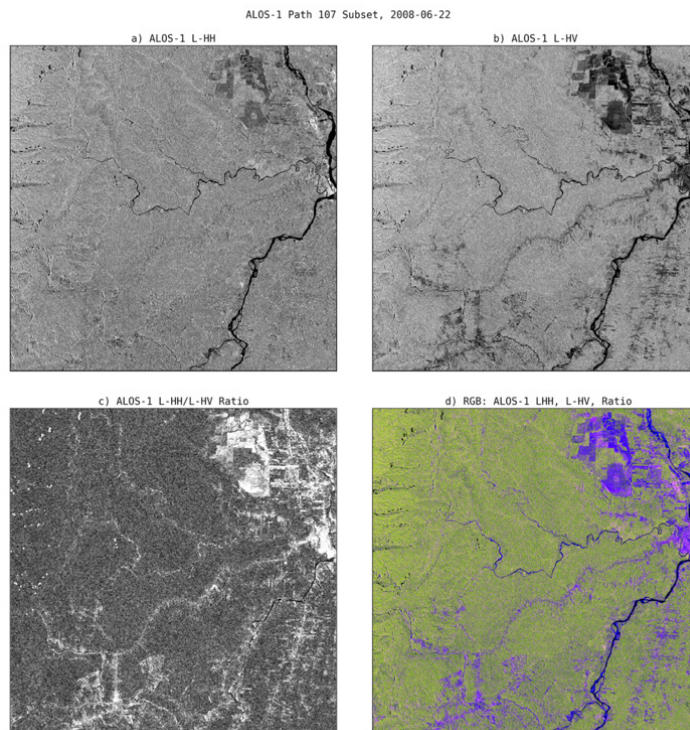 ALOS-1 Path 107 Subset, 2008-06-22
a) ALOS-1 L-HH
b) ALOS-1 L-HV
c) ALOS-1 L-HH/L-HV Ratio
d) RGB: ALOS-1 LHH, L-HV, Ratio